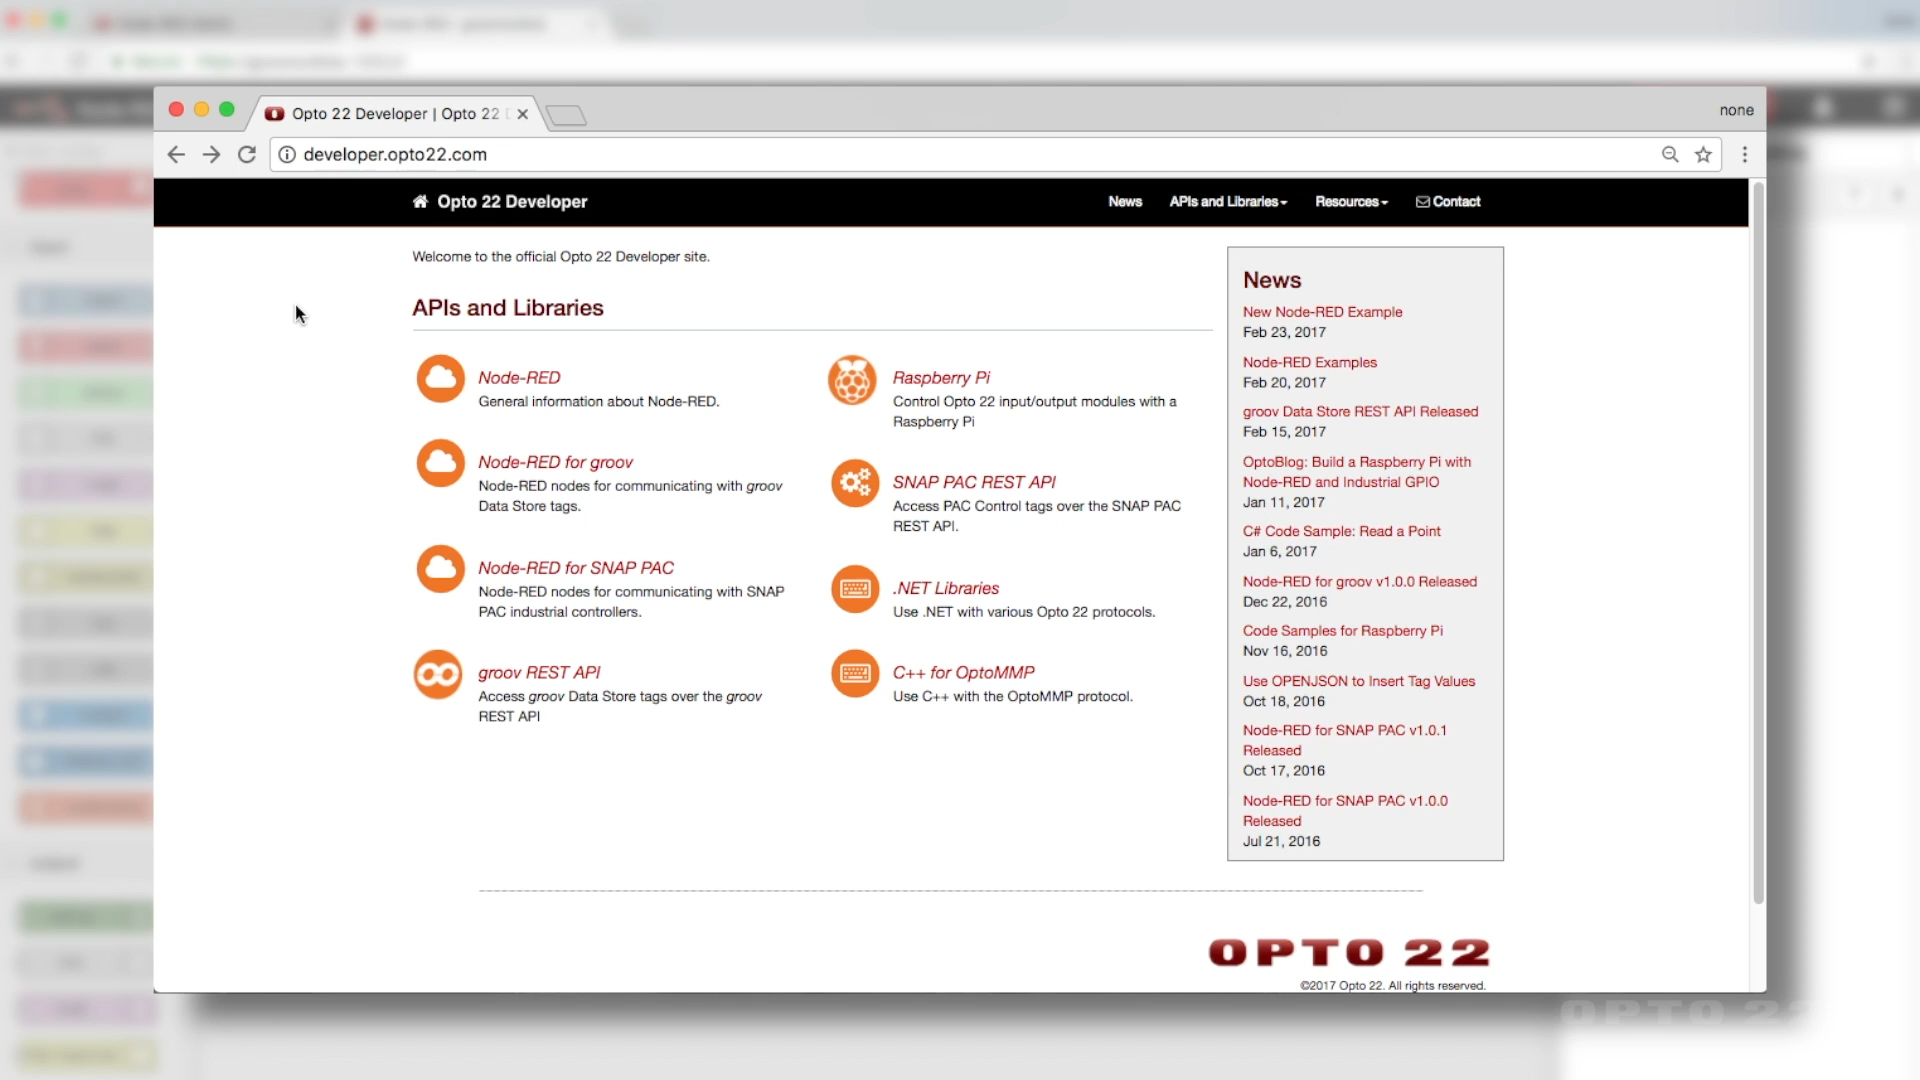 Opto 22 Developer | Opto 22
none
developer.opto22.com
Opto 22 Developer
News
APIs and Libraries
Resources
Contact
Welcome to the official Opto 22 Developer site.
APIs and Libraries
Node-RED
General information about Node-RED.
Node-RED for groov
Node-RED nodes for communicating with groov
Data Store tags.
Node-RED for SNAP PAC
Node-RED nodes for communicating with SNAP
PAC industrial controllers.
groov REST API
Access groov Data Store tags over the groov
REST API
Raspberry Pi
Control Opto 22 input/output modules with a
Raspberry Pi
SNAP PAC REST API
Access PAC Control tags over the SNAP PAC
REST API.
.NET Libraries
Use .NET with various Opto 22 protocols.
C++ for OptoMMP
Use C++ with the OptoMMP protocol.
News
New Node-RED Example
Feb 23, 2017
Node-RED Examples
Feb 20, 2017
groov Data Store REST API Released
Feb 15, 2017
OptoBlog: Build a Raspberry Pi with
Node-RED and Industrial GPIO
Jan 11, 2017
C# Code Sample: Read a Point
Jan 6, 2017
Node-RED for groov v1.0.0 Released
Dec 22, 2016
Code Samples for Raspberry Pi
Nov 16, 2016
Use OPENJSON to Insert Tag Values
Oct 18, 2016
Node-RED for SNAP PAC v1.0.1
Released
Oct 17, 2016
Node-RED for SNAP PAC v1.0.0
Released
Jul 21, 2016
OPTO 22
©2017 Opto 22. All rights reserved.
OPTO 22